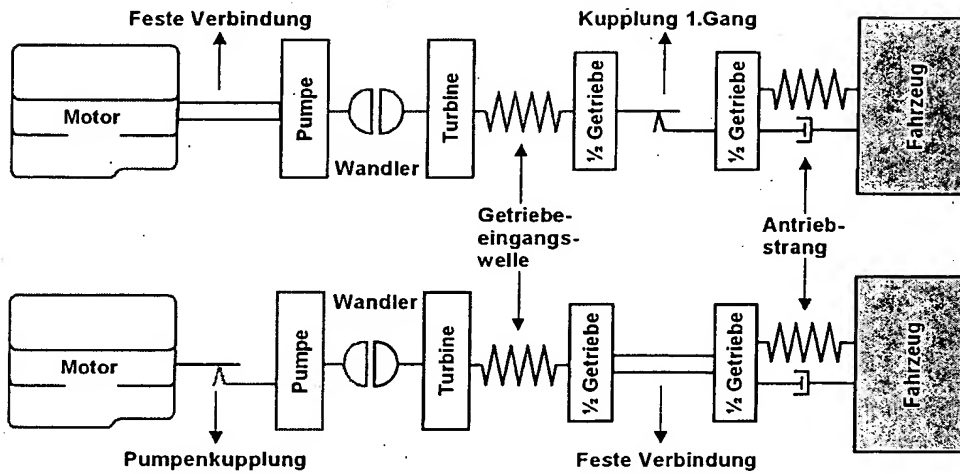 Feste Verbindung
Kupplung 1.Gang
Motor
Pumpe
Wandler
Turbine
½ Getriebe
½ Getriebe
Fahrzeug
Getriebe-
eingangs-
welle
Antrieb-
strang
Motor
Pumpe
Wandler
Turbine
½ Getriebe
½ Getriebe
Fahrzeug
Pumpenkupplung
Feste Verbindung